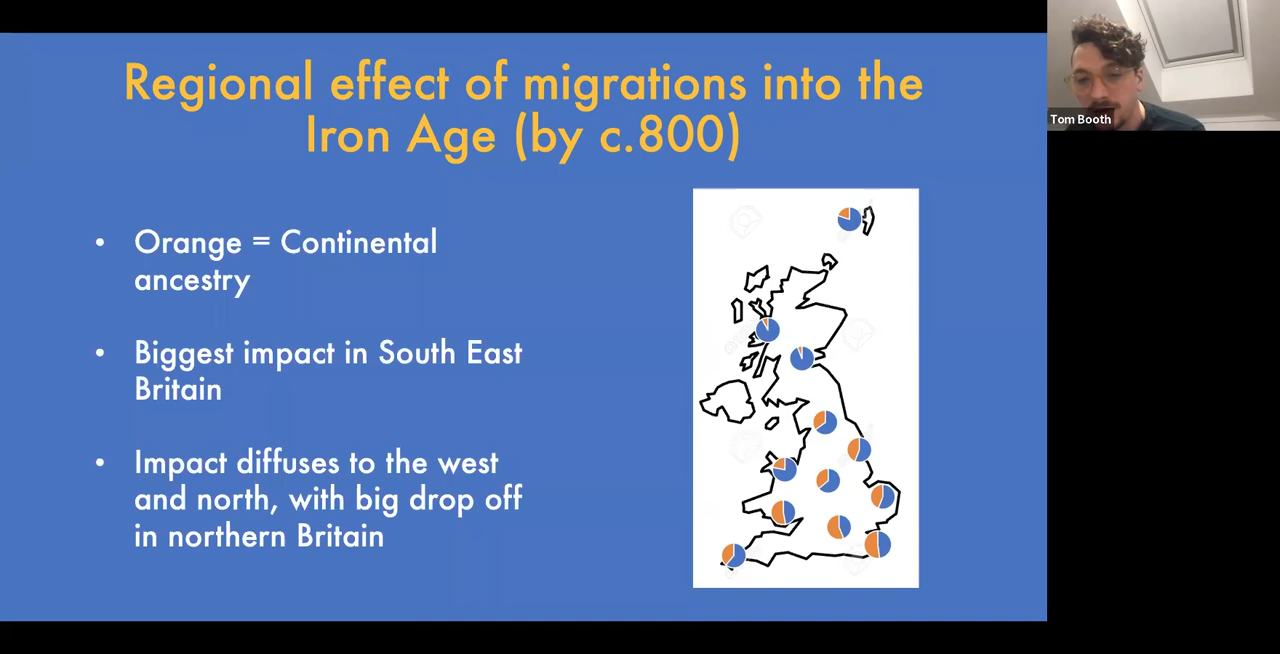 Regional effect of migrations into the
Iron Age (by c.800)
• Orange = Continental
ancestry
• Biggest impact in South East
Britain
• Impact diffuses to the west
and north, with big drop off
in northern Britain
Tom Booth